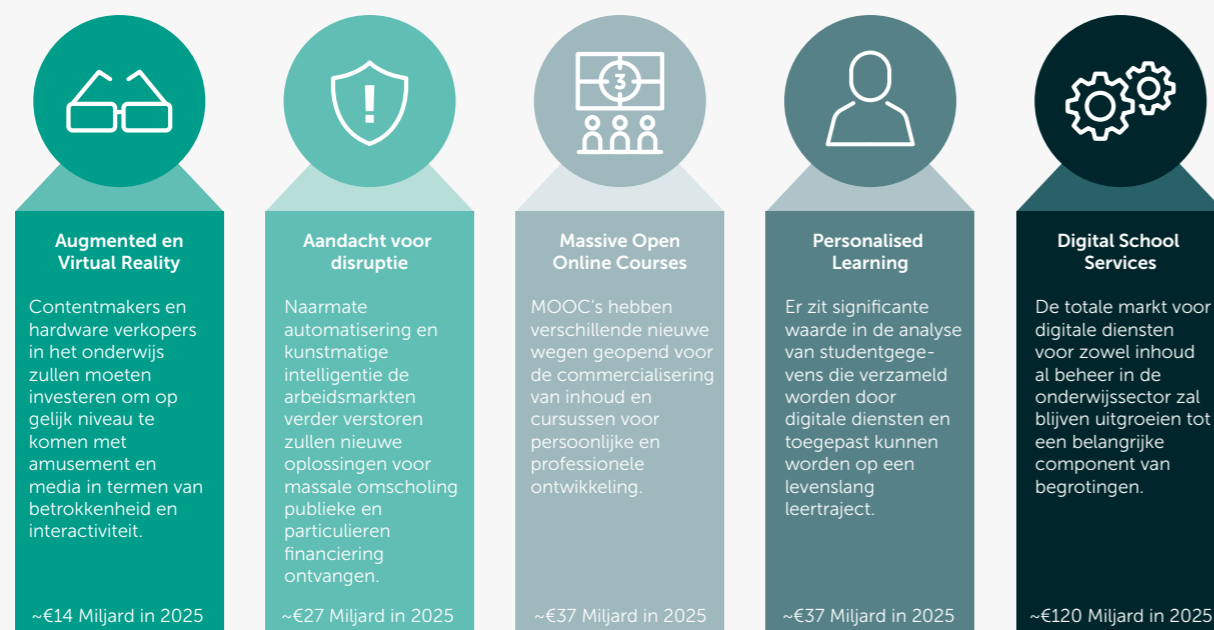 Augmented en
Virtual Reality
Contentmakers en
hardware verkopers
in het onderwijs
zullen moeten
investeren om op
gelijk niveau te
komen met
amusement en
media in termen van
betrokkenheid en
interactiviteit.
~€14 Miljard in 2025
!
Aandacht voor
disruptie
Naarmate
automatisering en
kunstmatige
intelligentie de
arbeidsmarkten
verder verstoren
zullen nieuwe
oplossingen voor
massale omscholing
publieke en
particulieren
financiering
ontvangen.
~€27 Miljard in 2025
3
Massive Open
Online Courses
MOOC's hebben
verschillende nieuwe
wegen geopend voor
de commercialisering
van inhoud en
cursussen voor
persoonlijke en
professionele
ontwikkeling.
~€37 Miljard in 2025
Personalised
Learning
Er zit significante
waarde in de analyse
van studentgege-
vens die verzameld
worden door
digitale diensten en
toegepast kunnen
worden op een
levenslang
leertraject.
~€37 Miljard in 2025
Digital School
Services
De totale markt voor
digitale diensten
voor zowel inhoud
al beheer in de
onderwijssector zal
blijven uitgroeien tot
een belangrijke
component van
begrotingen.
~€120 Miljard in 2025